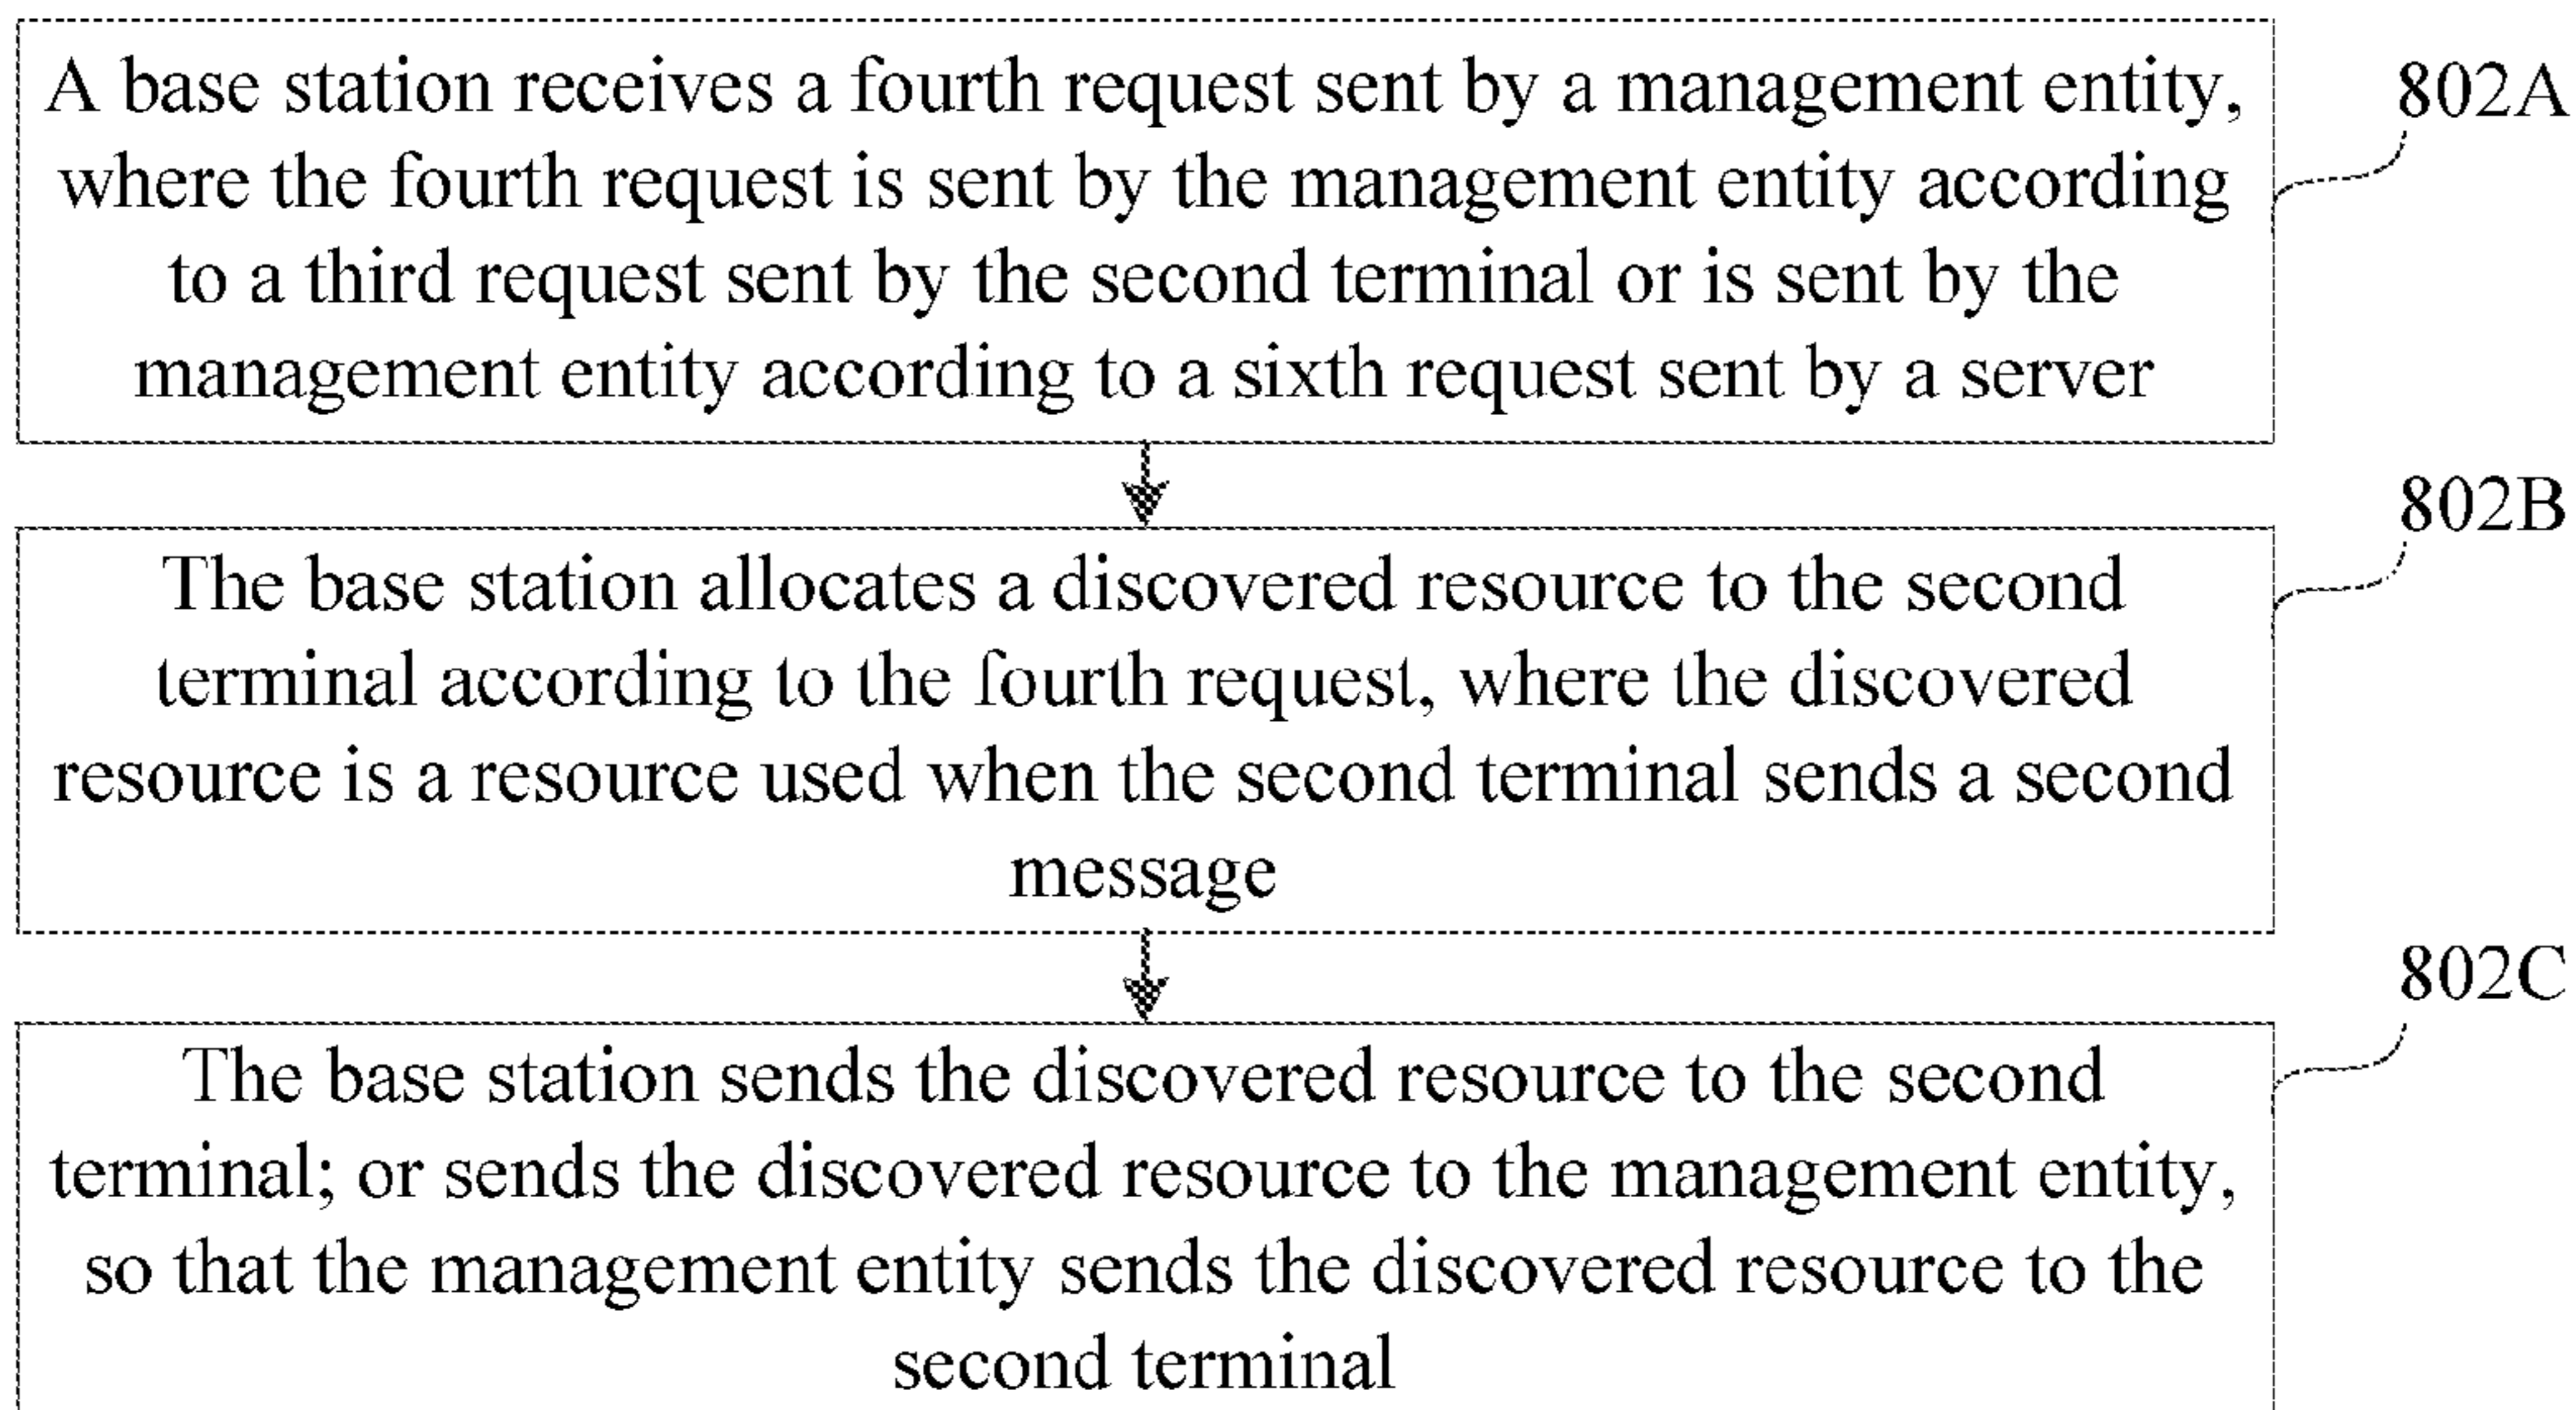 A base station receives a fourth request sent by a management entity,
where the fourth request is sent by the management entity according
to a third request sent by the second terminal or is sent by the
management entity according to a sixth request sent by a server
802A
The base station allocates a discovered resource to the second
terminal according to the fourth request, where the discovered
resource is a resource used when the second terminal sends a second
message
802B
The base station sends the discovered resource to the second
terminal; or sends the discovered resource to the management entity,
so that the management entity sends the discovered resource to the
second terminal
802C